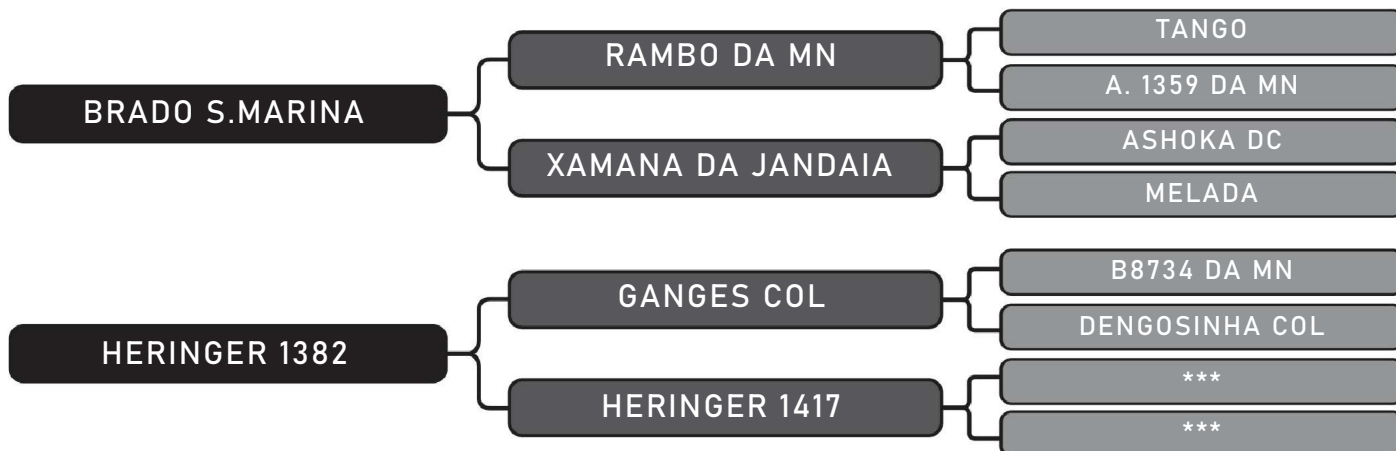 BRADO S.MARINA
RAMBO DA MN
TANGO
A. 1359 DA MN
XAMANA DA JANDAIA
ASHOKA DC
MELADA
HERINGER 1382
GANGES COL
B8734 DA MN
DENGOSINHA COL
HERINGER 1417
***
***